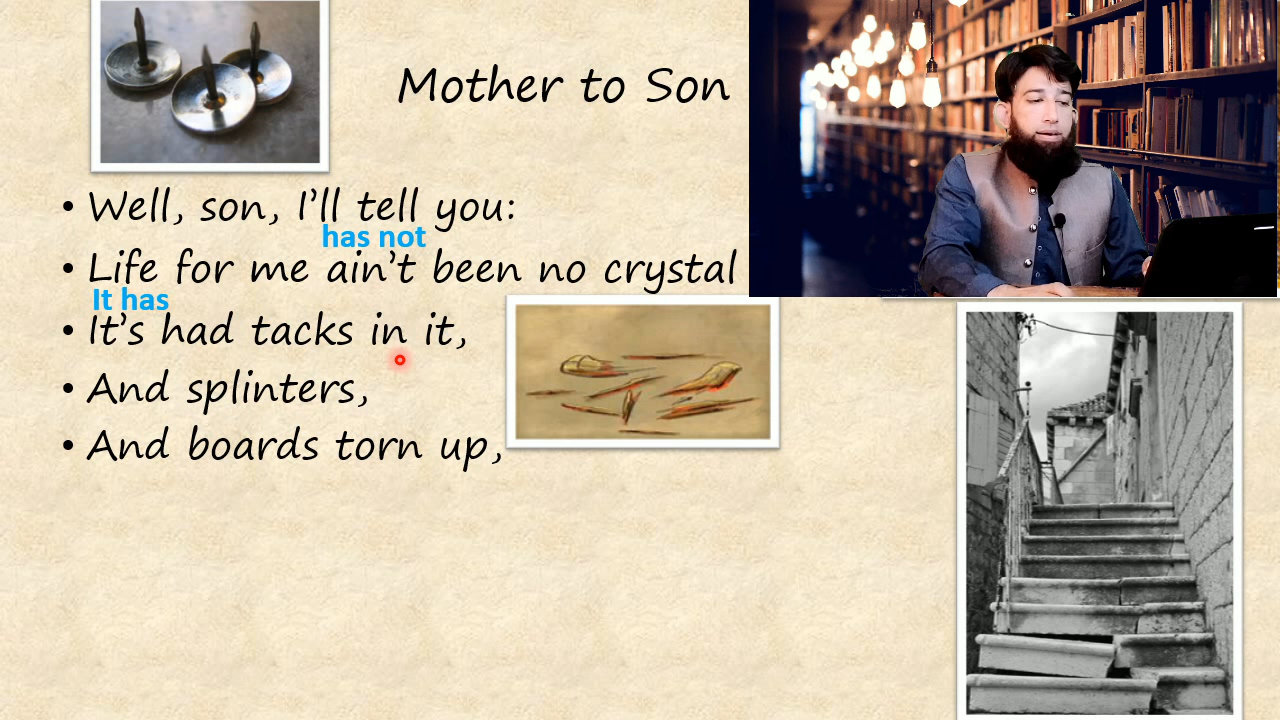 Mother to Son
• Well, son, I'll tell you:
has not
• Life for me ain't been no crystal
It has
• It's had tacks in it,
• And splinters,
• And boards torn up,